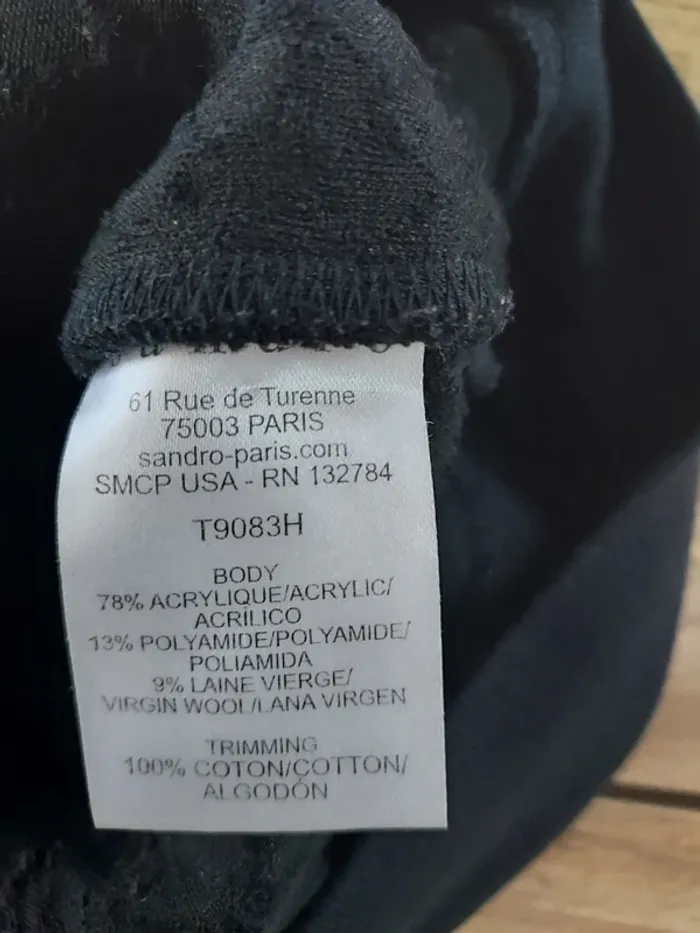 61 Rue de Turenne
75003 PARIS
sandro-paris.com
SMCP USA - RN 132784
T9083H
BODY
78% ACRYLIQUE/ACRYLIC/
ACRÍLICO
13% POLYAMIDE/POLYAMIDE/
POLIAMIDA
9% LAINE VIERGE/
VIRGIN WOOL/LANA VIRGEN
TRIMMING
100% COTON/COTTON/
ALGODÓN